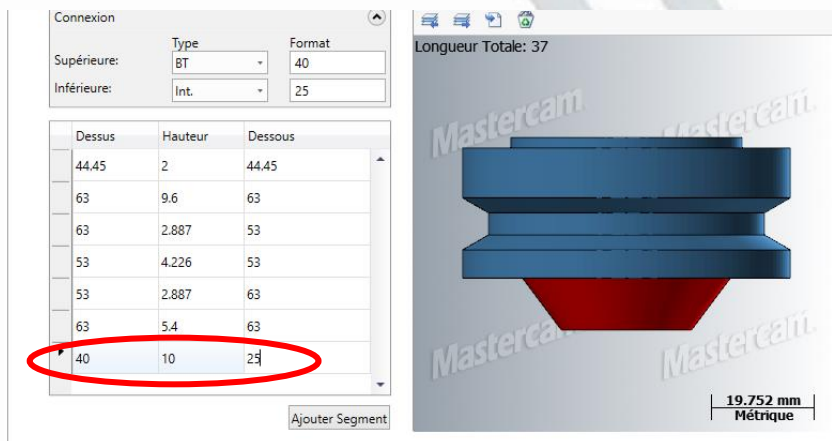 Connexion
Type Format
Supérieure: BT 40
Inférieure: Int. 25
Dessus Hauteur Dessous
44.45 2 44.45
63 9.6 63
63 2.887 53
53 4.226 53
53 2.887 63
63 5.4 63
40 10 25
Ajouter Segment
Longueur Totale: 37
Mastercam. Mastercam.
Mastercam. Mastercam.
19.752 mm
Métrique